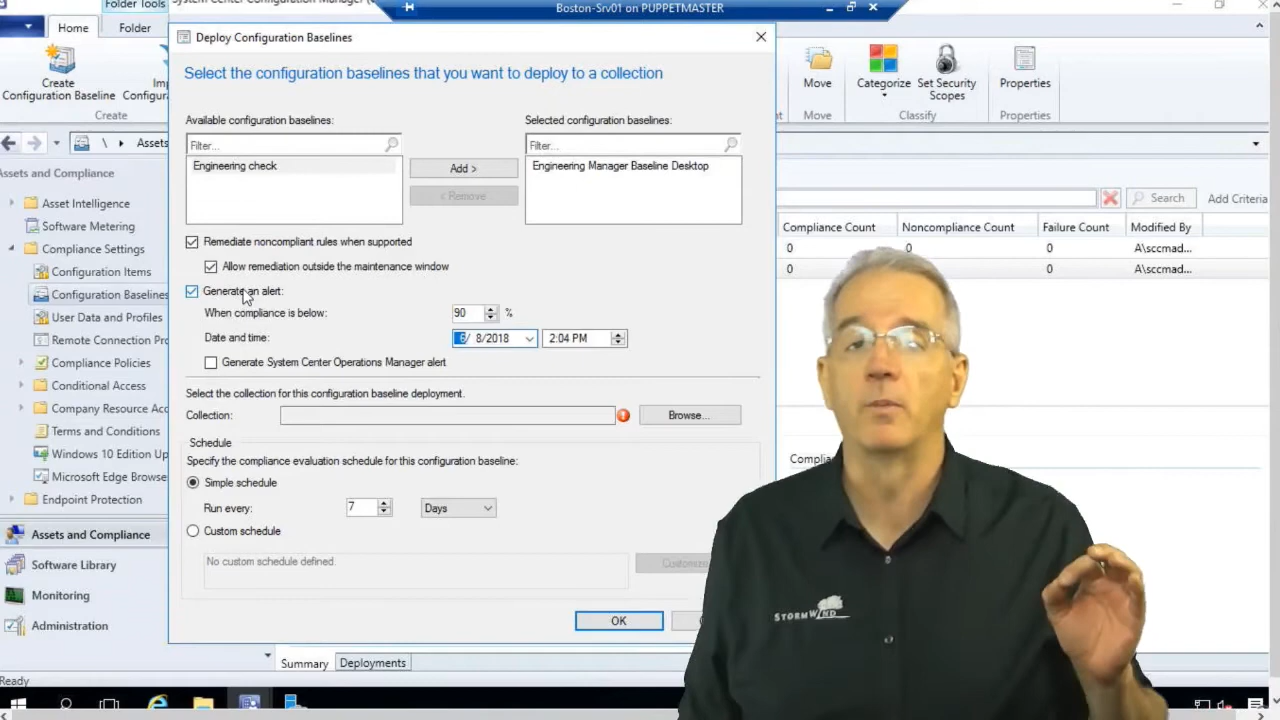 Folder Tools
System Center Configuration Manager (
Boston-Srv01 on PUPPETMASTER
Home
Folder
Deploy Configuration Baselines
Select the configuration baselines that you want to deploy to a collection
Create
Configuration Baseline
Create
Move
Categorize
Set Security
Scopes
Properties
Move
Classify
Properties
\ Assets
Assets and Compliance
Asset Intelligence
Software Metering
Compliance Settings
Configuration Items
Configuration Baselines
User Data and Profiles
Remote Connection Pro
Compliance Policies
Conditional Access
Company Resource Acc
Terms and Conditions
Windows 10 Edition Up
Microsoft Edge Browse
Endpoint Protection
Assets and Compliance
Software Library
Monitoring
Administration
Ready
Available configuration baselines:
Filter...
Engineering check
Add >
< Remove
Selected configuration baselines:
Filter...
Engineering Manager Baseline Desktop
Remediate noncompliant rules when supported
Allow remediation outside the maintenance window
Generate an alert:
When compliance is below: 90 %
Date and time: 6/ 8/2018 2:04 PM
Generate System Center Operations Manager alert
Select the collection for this configuration baseline deployment.
Collection: Browse...
Schedule
Specify the compliance evaluation schedule for this configuration baseline:
Simple schedule
Run every: 7 Days
Custom schedule
No custom schedule defined.
Customize
OK
Summary Deployments
Search
Add Criteria
Compliance Count Noncompliance Count Failure Count Modified By
0 0 0 A\sccmad...
0 0 A\sccmad...
STORMWIND